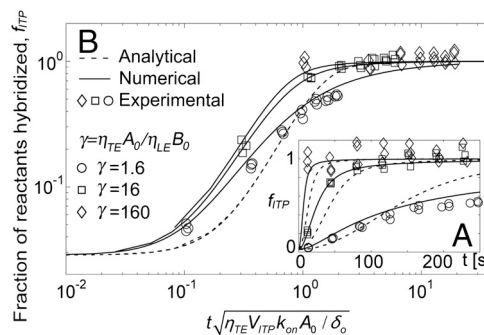 B
Fraction of reactants hybridized, f_ITP
10^0
10^-1
Analytical
Numerical
Experimental
γ=η_TE A_0/η_LE B_0
γ=1.6
γ=16
γ=160
1
f_ITP
0
A
0 100 200 t [s
10^-2 10^-1 10^0 10^1
t√η_TE V_ITP k_on A_0 / δ_o